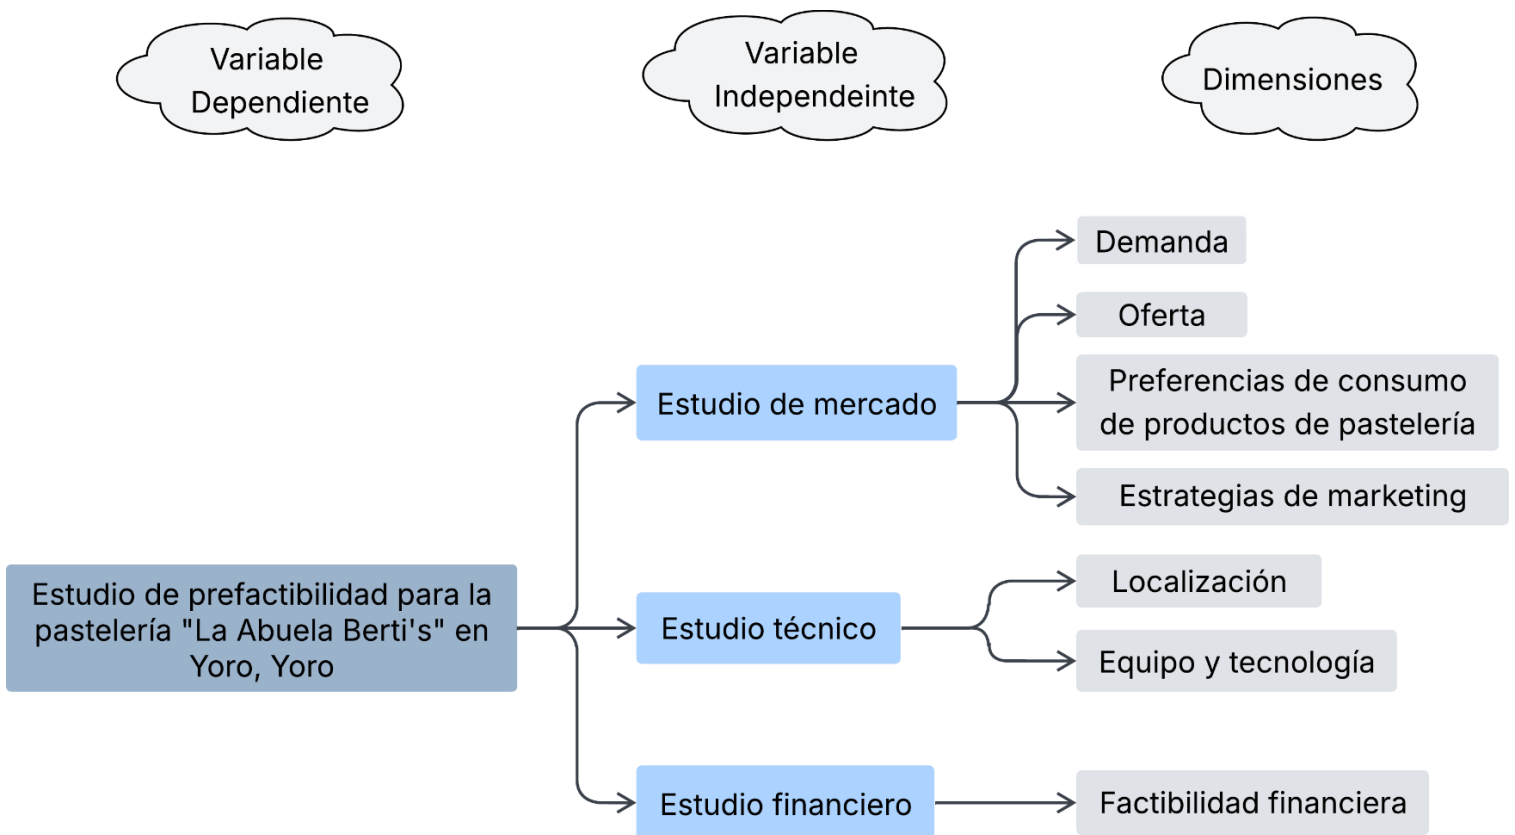 Variable
Dependiente
Variable
Independeinte
Dimensiones
Demanda
Oferta
Preferencias de consumo
de productos de pastelería
Estudio de mercado
Estrategias de marketing
Estudio de prefactibilidad para la
pastelería "La Abuela Berti's" en
Yoro, Yoro
Estudio técnico
Localización
Equipo y tecnología
Estudio financiero
Factibilidad financiera